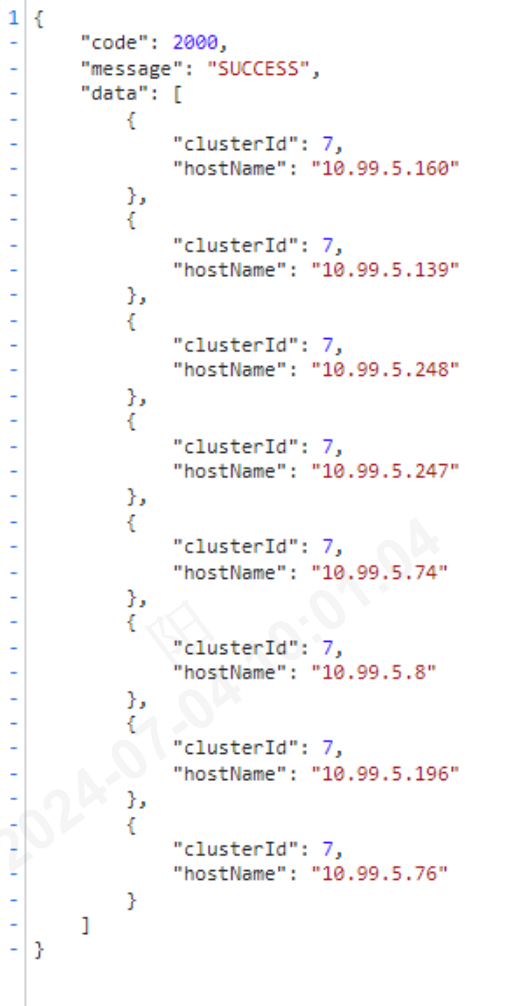 1 {
    "code": 2000,
    "message": "SUCCESS",
    "data": [
        {
            "clusterId": 7,
            "hostName": "10.99.5.160"
        },
        {
            "clusterId": 7,
            "hostName": "10.99.5.139"
        },
        {
            "clusterId": 7,
            "hostName": "10.99.5.248"
        },
        {
            "clusterId": 7,
            "hostName": "10.99.5.247"
        },
        {
            "clusterId": 7,
            "hostName": "10.99.5.74"
        },
        {
            "clusterId": 7,
            "hostName": "10.99.5.8"
        },
        {
            "clusterId": 7,
            "hostName": "10.99.5.196"
        },
        {
            "clusterId": 7,
            "hostName": "10.99.5.76"
        }
    ]
}
阳
2024-07-04 10:01:04